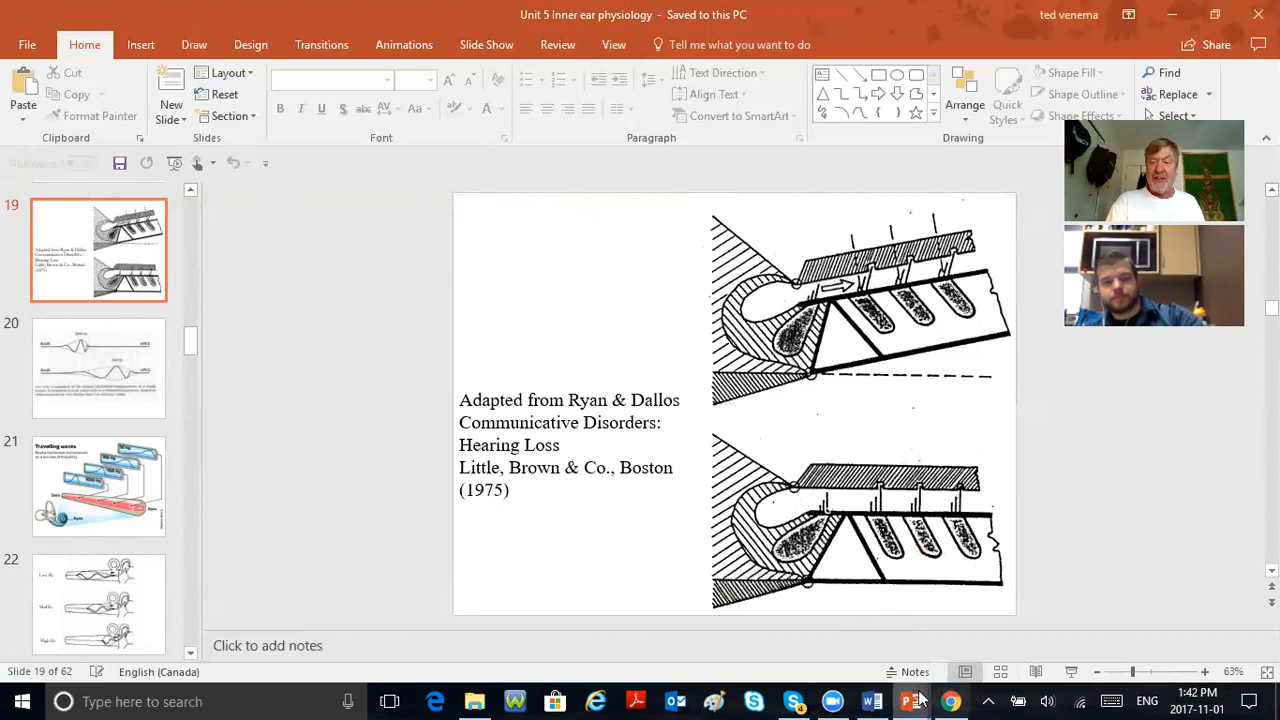 Unit 5 Inner ear physiology - Saved to this PC
ted venema
File Home Insert Draw Design Transitions Animations Slide Show Review View Tell me what you want to do Share
Paste
Cut
Copy
Format Painter
Clipboard
New Slide
Layout
Reset
Section
Slides
B I U S abc AV Aa A
Font
Paragraph
Text Direction
Align Text
Convert to SmartArt
Arrange
Quick Styles
Shape Fill
Shape Outline
Shape Effects
Drawing
Find
Replace
Select
19
20
21
Travelling waves
22
Adapted from Ryan & Dallos
Communicative Disorders:
Hearing Loss
Little, Brown & Co., Boston
(1975)
Click to add notes
Slide 19 of 62 English (Canada) Notes 63%
Type here to search
ENG
1:42 PM
2017-11-01